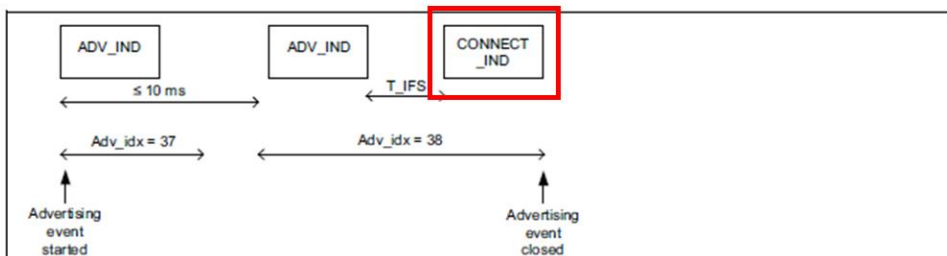 ADV_IND
ADV_IND
CONNECT
_IND
≤ 10 ms
T_IFS
Adv_idx = 37
Adv_idx = 38
Advertising
event
started
Advertising
event
closed